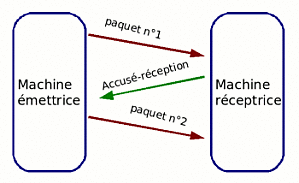 paquet n°1
Accusé-réception
Machine
émettrice
Machine
réceptrice
paquet n°2